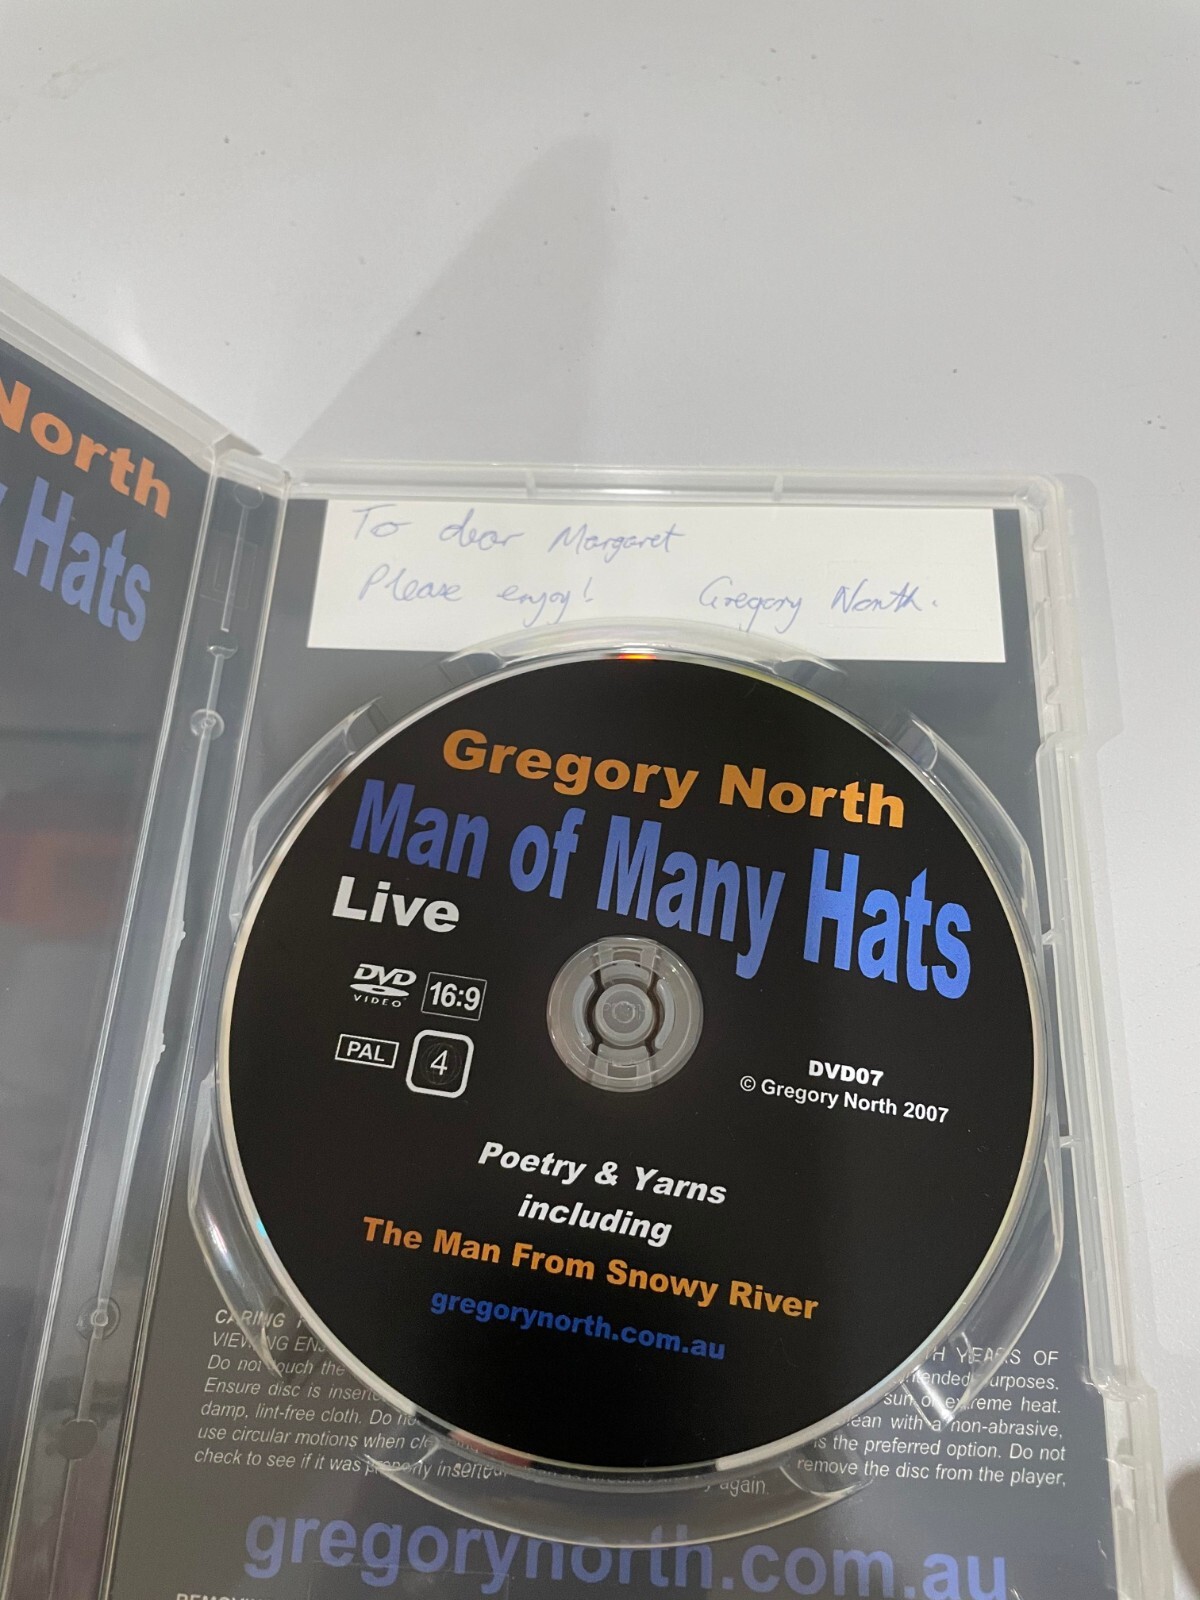 North
Hats
To dear Margaret
Please enjoy! Gregory North.
Gregory North
Man of Many Hats
Live
DVD
VIDEO
16:9
PAL
4
DVD07
© Gregory North 2007
Poetry & Yarns
including
The Man From Snowy River
gregorynorth.com.au
CARING
VIEWING YEARS OF
Do not touch the intended purposes.
Ensure disc is sun or extreme heat.
damp, lint-free cloth. Do clean with a non-abrasive,
use circular motions when is the preferred option. Do not
check to see if it was properly again. remove the disc from the player,
gregorynorth.com.au